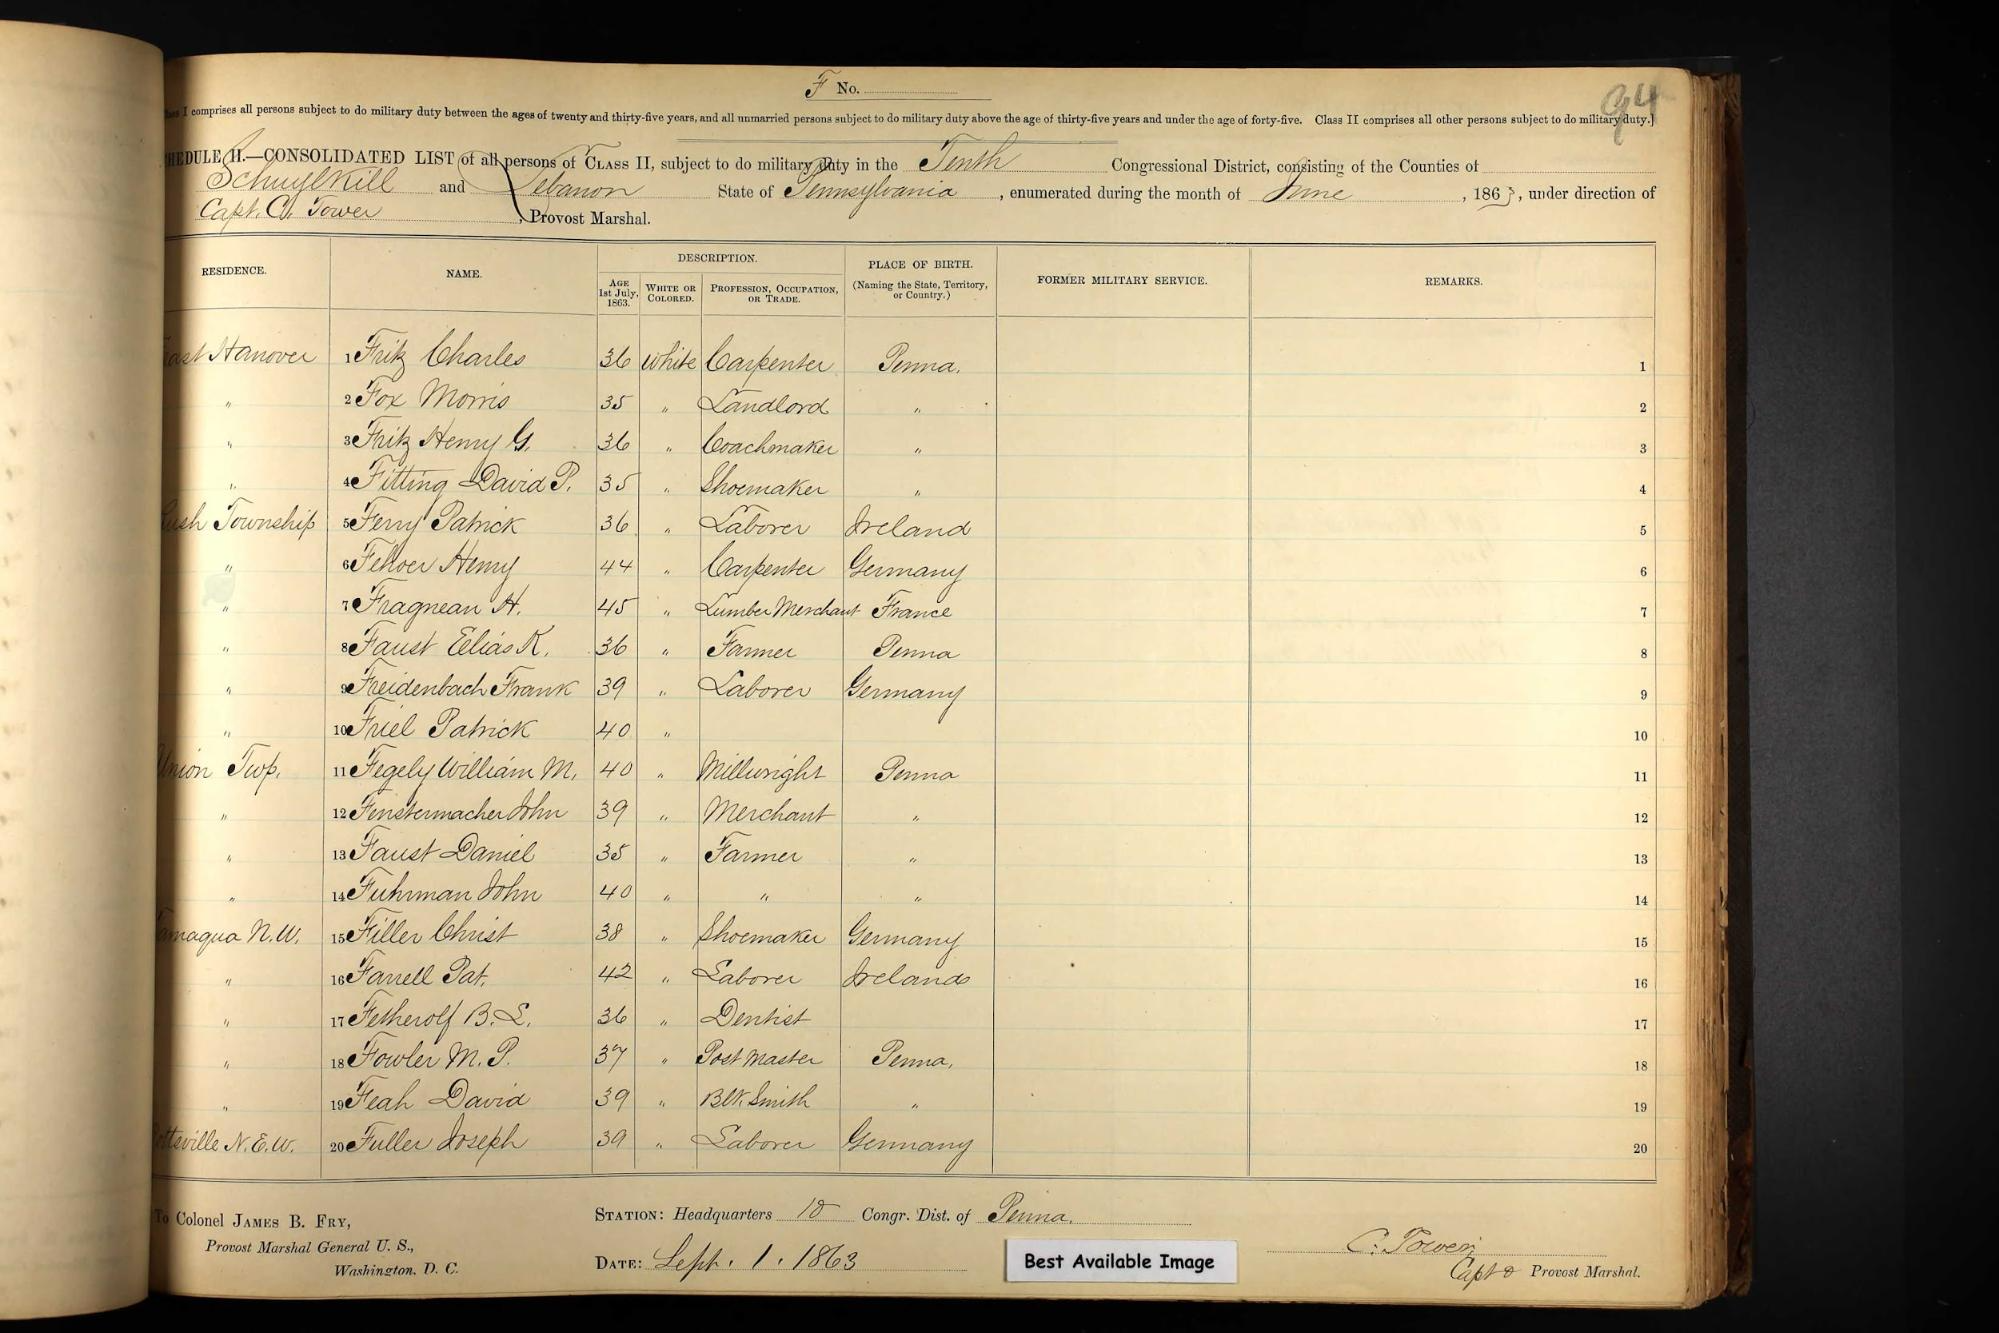 F No.
94
I comprises all persons subject to do military duty between the ages of twenty and thirty-five years, and all unmarried persons subject to do military duty above the age of thirty-five years and under the age of forty-five. Class II comprises all other persons subject to do military duty.]
HEDULE II.—CONSOLIDATED LIST of all persons of CLASS II, subject to do military duty in the Tenth Congressional District, consisting of the Counties of
Schuylkill and Lebanon State of Pennsylvania, enumerated during the month of June, 1863, under direction of
Capt. C. Tower, Provost Marshal.
RESIDENCE. NAME. DESCRIPTION. PLACE OF BIRTH. FORMER MILITARY SERVICE. REMARKS.
AGE 1st July, 1863. WHITE OR COLORED. PROFESSION, OCCUPATION, OR TRADE. (Naming the State, Territory, or Country.)
East Hanover 1 Fritz Charles 36 White Carpenter Penna. 1
" 2 Fox Morris 35 " Landlord " 2
" 3 Fritz Henry G. 36 " Coachmaker " 3
" 4 Fitting David P. 35 " Shoemaker " 4
Rush Township 5 Ferry Patrick 36 " Laborer Ireland 5
" 6 Fehoer Henry 44 " Carpenter Germany 6
" 7 Fragnean H. 45 " Lumber Merchant France 7
" 8 Faust Elias K. 36 " Farmer Penna 8
" 9 Freidenbach Frank 39 " Laborer Germany 9
" 10 Friel Patrick 40 " 10
Union Twp. 11 Fegely William M. 40 " Millwright Penna 11
" 12 Fenstermacher John 39 " Merchant " 12
" 13 Faust Daniel 35 " Farmer " 13
" 14 Fuhrman John 40 " " " 14
Tamaqua N.W. 15 Filler Christ 38 " Shoemaker Germany 15
" 16 Farrell Pat. 42 " Laborer Ireland 16
" 17 Fetherolf B. L. 36 " Dentist 17
" 18 Fowler M. P. 37 " Post Master Penna. 18
" 19 Feah David 39 " Blk. Smith " 19
Pottsville N.E.W. 20 Fuller Joseph 39 " Laborer Germany 20
To Colonel JAMES B. FRY,
Provost Marshal General U. S.,
Washington, D. C.
STATION: Headquarters 10 Congr. Dist. of Penna.
DATE: Sept. 1. 1863
Best Available Image
C. Tower
Capt & Provost Marshal.